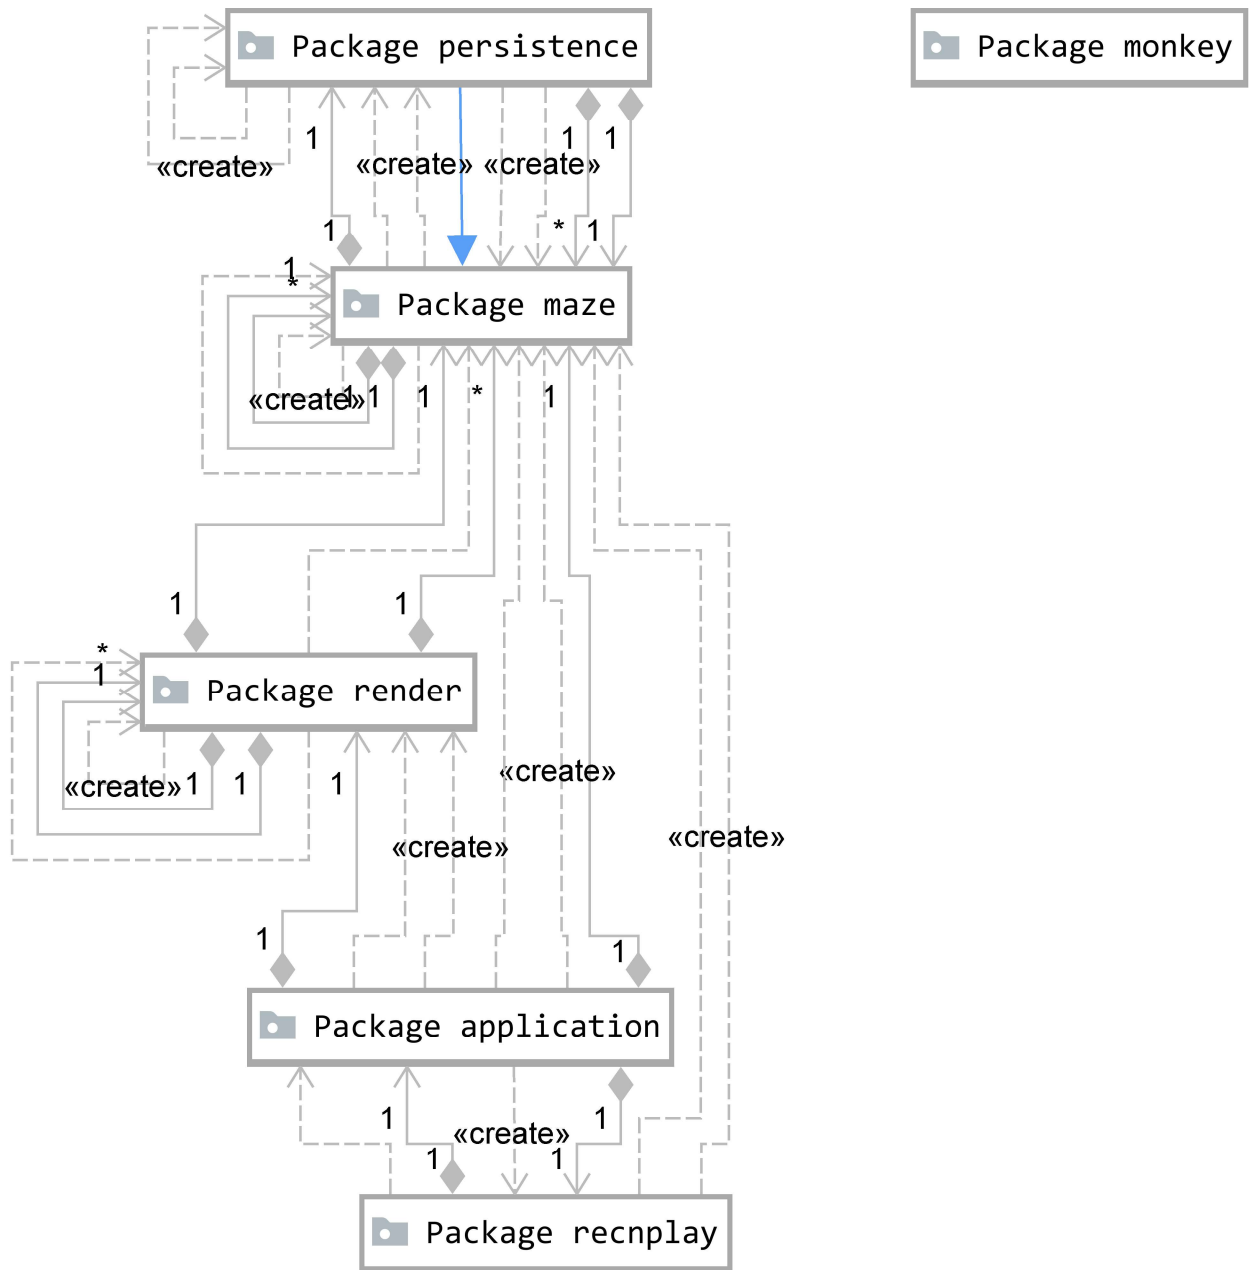 Package persistence
Package monkey
1
1
1
«create»
«create»
«create»
1
*
1
1
*
Package maze
«create»
1
1
1
*
1
1
1
*
1
Package render
«create»
«create»
1
1
1
«create»
«create»
1
1
Package application
1
1
«create»
1
1
Package recnplay